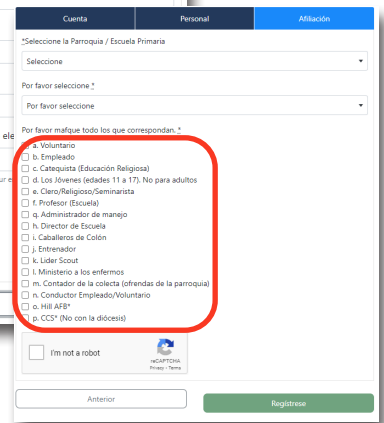 Cuenta
Personal
Afiliación
*Seleccione la Parroquia / Escuela Primaria
Seleccione
Por favor seleccione *
Por favor seleccione
ele
Por favor mafque todo los que correspondan. *
a. Voluntario
b. Empleado
c. Catequista (Educación Religiosa)
d. Los Jóvenes (edades 11 a 17). No para adultos
e. Clero/Religioso/Seminarista
f. Profesor (Escuela)
g. Administrador de manejo
h. Director de Escuela
i. Caballeros de Colón
j. Entrenador
k. Lider Scout
l. Ministerio a los enfermos
m. Contador de la colecta (ofrendas de la parroquia)
n. Conductor Empleado/Voluntario
o. Hill AFB*
p. CCS* (No con la diócesis)
I'm not a robot
reCAPTCHA
Privacy - Terms
Anterior
Regístrese